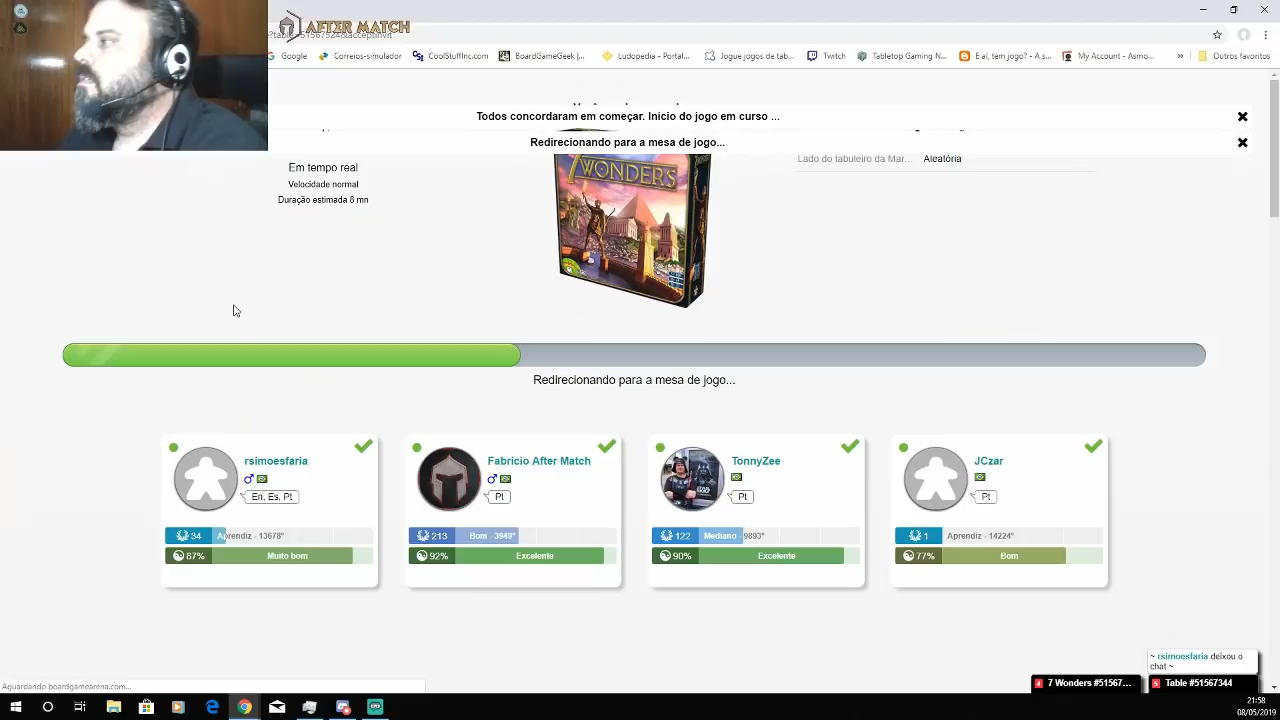 AFTER MATCH
Google
Correios-simulador
CoolStuffInc.com
BoardGameGeek |...
Ludopedia - Portal...
Jogue jogos de tab...
Twitch
Tabletop Gaming N...
E aí, tem jogo? - A s...
My Account - Asmo...
»
Outros favoritos
Todos concordaram em começar. Início do jogo em curso ...
Redirecionando para a mesa de jogo...
Em tempo real
Velocidade normal
Duração estimada 8 mn
Lado do tabuleiro da Mar... Aleatória
7 WONDERS
Redirecionando para a mesa de jogo...
rsimoesfaria
En, Es, Pt
34 Aprendiz - 13678°
87% Muito bom
Fabricio After Match
Pt
213 Bom - 3949°
92% Excelente
TonnyZee
Pt
122 Mediano - 9893°
90% Excelente
JCzar
Pt
1 Aprendiz - 14224°
77% Bom
~ rsimoesfaria deixou o
chat ~
4 7 Wonders #51567...
5 Table #51567344
Aguardando boardgamearena.com...
21:58
08/05/2019